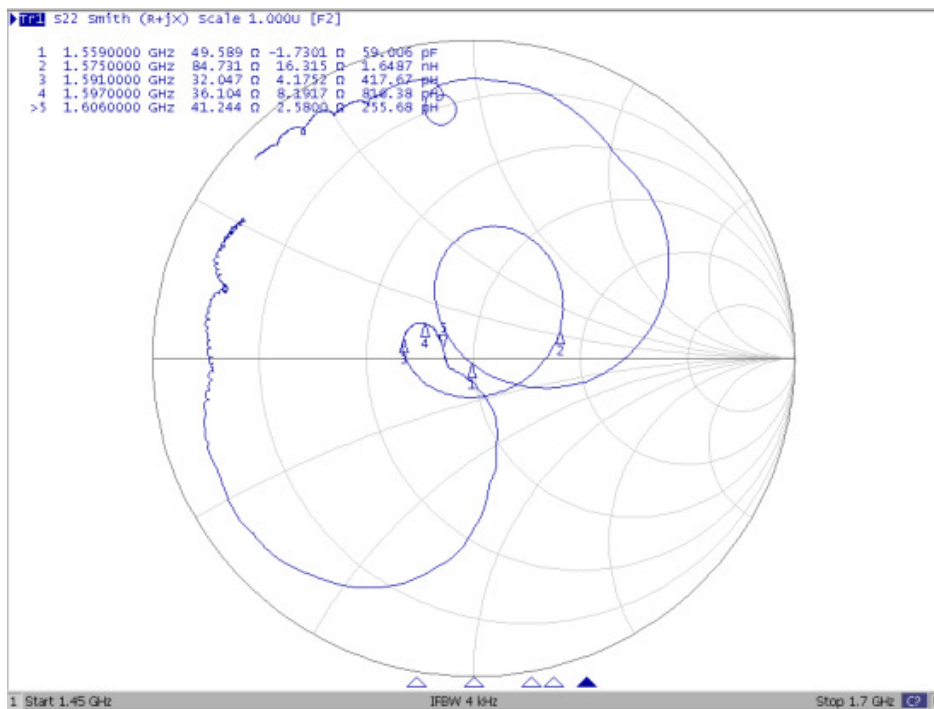 Tr1 S22 Smith (R+jX) Scale 1.000U [F2]
1 1.5590000 GHz 49.589 Ω -1.7301 Ω 59.006 pF
2 1.5750000 GHz 84.731 Ω 16.315 Ω 1.6487 nH
3 1.5910000 GHz 32.047 Ω 4.1752 Ω 417.67 pH
4 1.5970000 GHz 36.104 Ω 8.1917 Ω 816.38 pH
>5 1.6060000 GHz 41.244 Ω 2.5800 Ω 255.68 pH
5
4
3
2
1
1 Start 1.45 GHz IFBW 4 kHz Stop 1.7 GHz C?